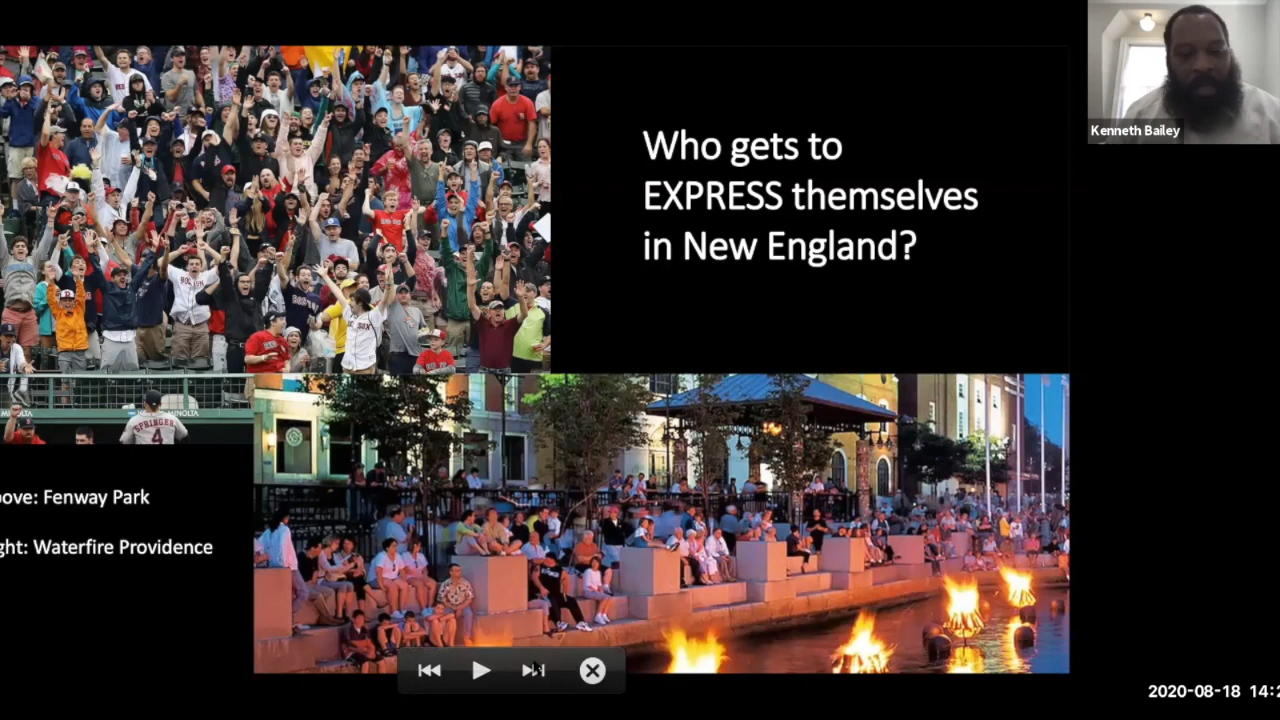 Who gets to
EXPRESS themselves
in New England?
Kenneth Bailey
SPRINGER
4
MINOLTA
ove: Fenway Park
ght: Waterfire Providence
2020-08-18 14:2